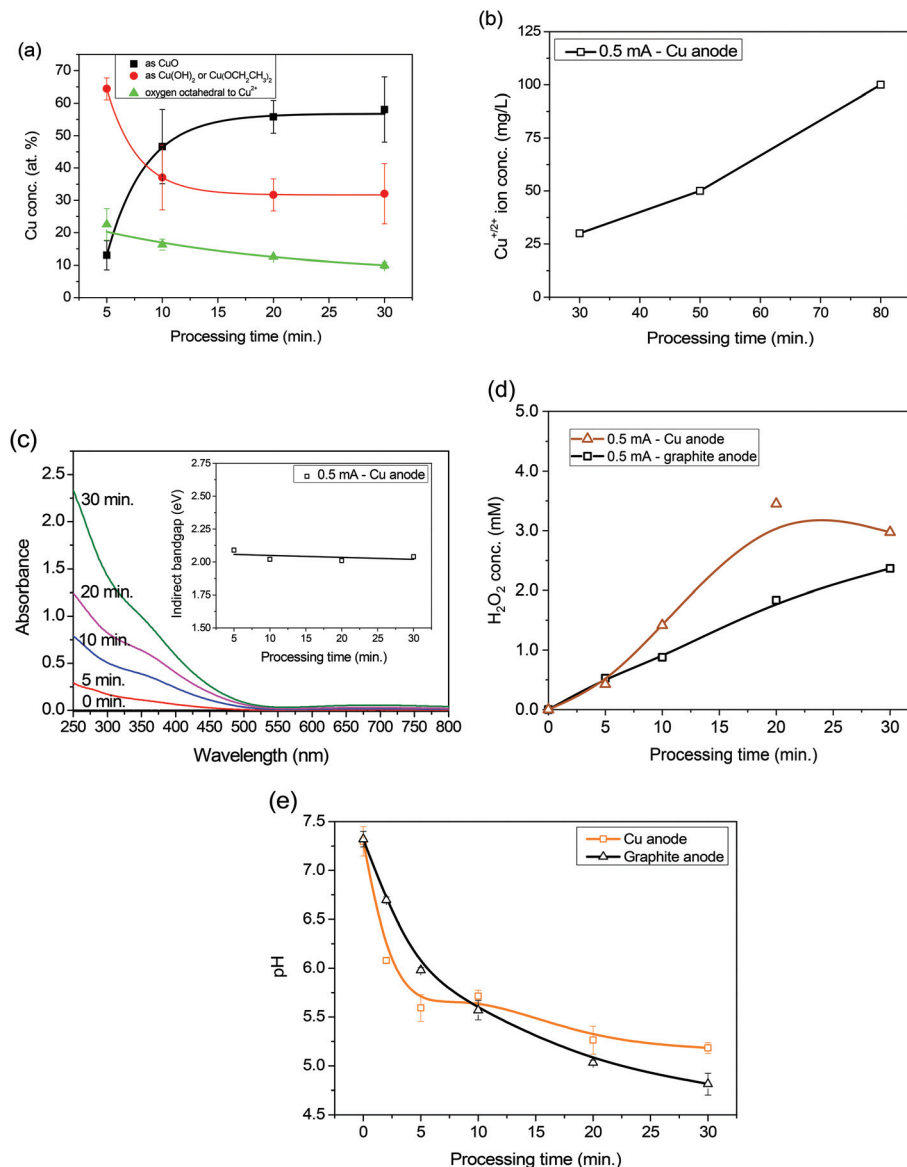 (a)
as CuO
as Cu(OH)2 or Cu(OCH2CH3)2
oxygen octahedral to Cu2+
Cu conc. (at. %)
70
60
50
40
30
20
10
0
5 10 15 20 25 30
Processing time (min.)
(b)
0.5 mA - Cu anode
Cu+/2+ ion conc. (mg/L)
125
100
75
50
25
0
30 40 50 60 70 80
Processing time (min.)
(c)
Absorbance
2.5
2.0
1.5
1.0
0.5
0.0
30 min.
20 min.
10 min.
5 min.
0 min.
250 300 350 400 450 500 550 600 650 700 750 800
Wavelength (nm)
0.5 mA - Cu anode
Indirect bandgap (eV)
2.75
2.50
2.25
2.00
1.75
1.50
5 10 15 20 25 30
Processing time (min.)
(d)
0.5 mA - Cu anode
0.5 mA - graphite anode
H2O2 conc. (mM)
5.0
4.0
3.0
2.0
1.0
0.0
0 5 10 15 20 25 30
Processing time (min.)
(e)
Cu anode
Graphite anode
pH
7.5
7.0
6.5
6.0
5.5
5.0
4.5
0 5 10 15 20 25 30
Processing time (min.)